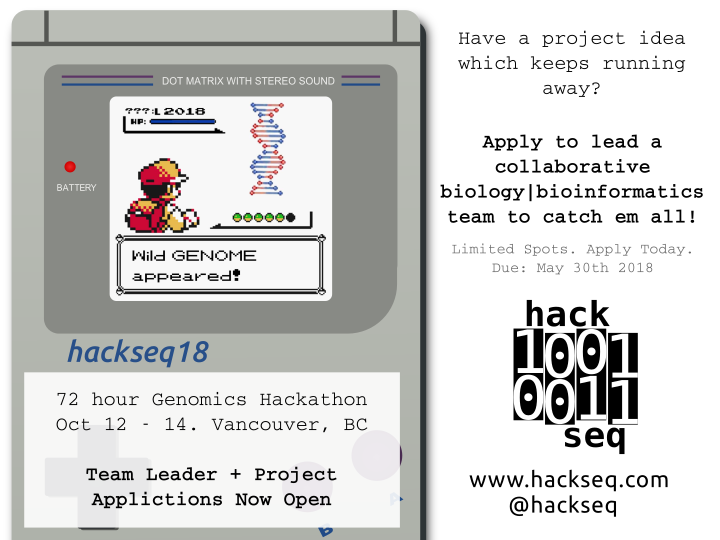 DOT MATRIX WITH STEREO SOUND
???:L2018
HP:
BATTERY
Wild GENOME
appeared!
hackseq18
72 hour Genomics Hackathon
Oct 12 - 14. Vancouver, BC
Team Leader + Project
Applictions Now Open
B
A
Have a project idea
which keeps running
away?
Apply to lead a
collaborative
biology|bioinformatics
team to catch em all!
Limited Spots. Apply Today.
Due: May 30th 2018
hack
1001
0011
seq
www.hackseq.com
@hackseq